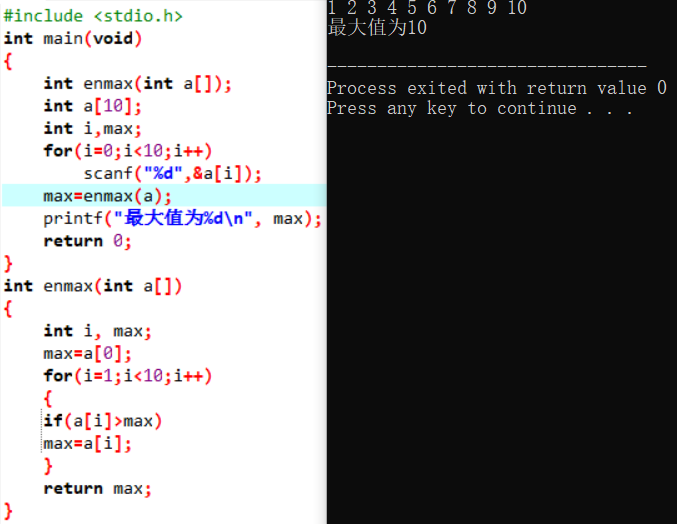 #include <stdio.h>
int main(void)
{
int enmax(int a[]);
int a[10];
int i,max;
for(i=0;i<10;i++)
scanf("%d",&a[i]);
max=enmax(a);
printf("最大值为%d\n", max);
return 0;
}
int enmax(int a[])
{
int i, max;
max=a[0];
for(i=1;i<10;i++)
{
if(a[i]>max)
max=a[i];
}
return max;
}
1 2 3 4 5 6 7 8 9 10
最大值为10
--------------------------------
Process exited with return value 0
Press any key to continue . . .